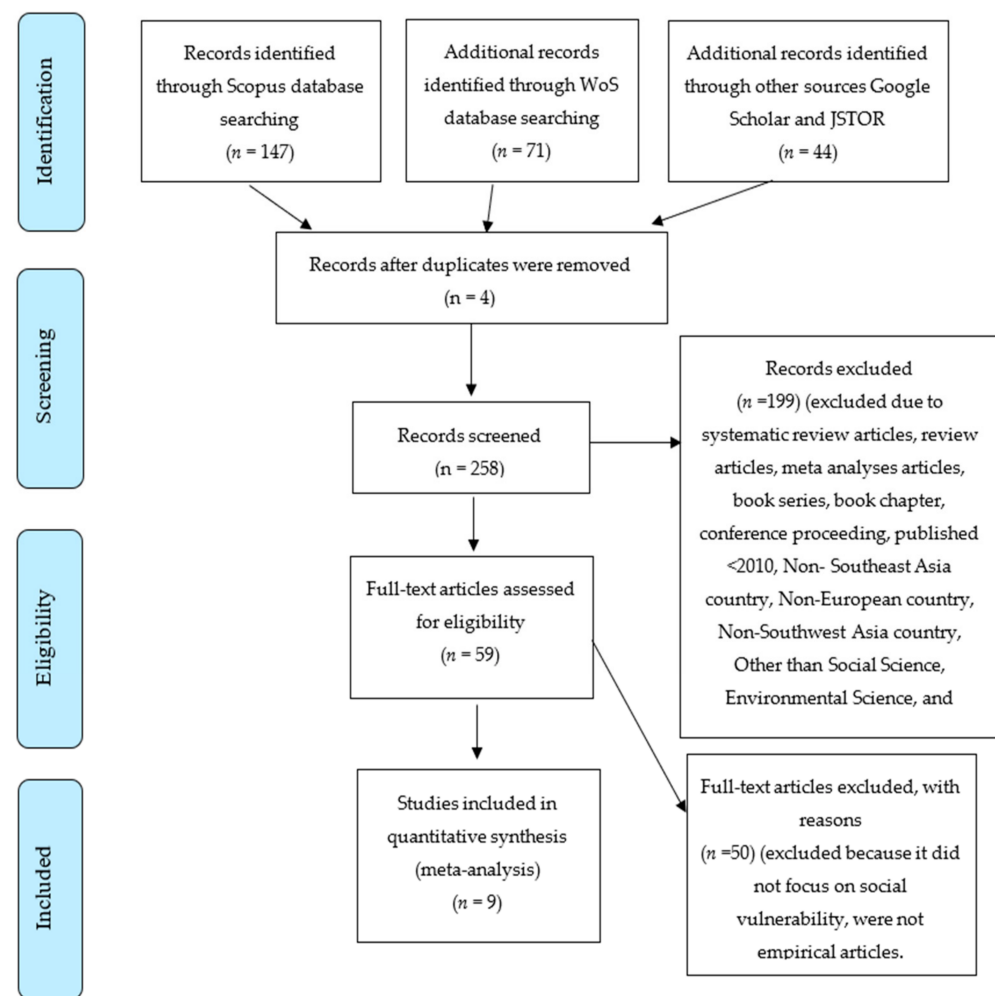 Identification
Records identified
through Scopus database
searching
(n = 147)
Additional records
identified through WoS
database searching
(n = 71)
Additional records identified
through other sources Google
Scholar and JSTOR
(n = 44)
Records after duplicates were removed
(n = 4)
Screening
Records screened
(n = 258)
Records excluded
(n =199) (excluded due to
systematic review articles, review
articles, meta analyses articles,
book series, book chapter,
conference proceeding, published
<2010, Non- Southeast Asia
country, Non-European country,
Non-Southwest Asia country,
Other than Social Science,
Environmental Science, and
Eligibility
Full-text articles assessed
for eligibility
(n = 59)
Full-text articles excluded, with
reasons
(n =50) (excluded because it did
not focus on social
vulnerability, were not
empirical articles.
Included
Studies included in
quantitative synthesis
(meta-analysis)
(n = 9)